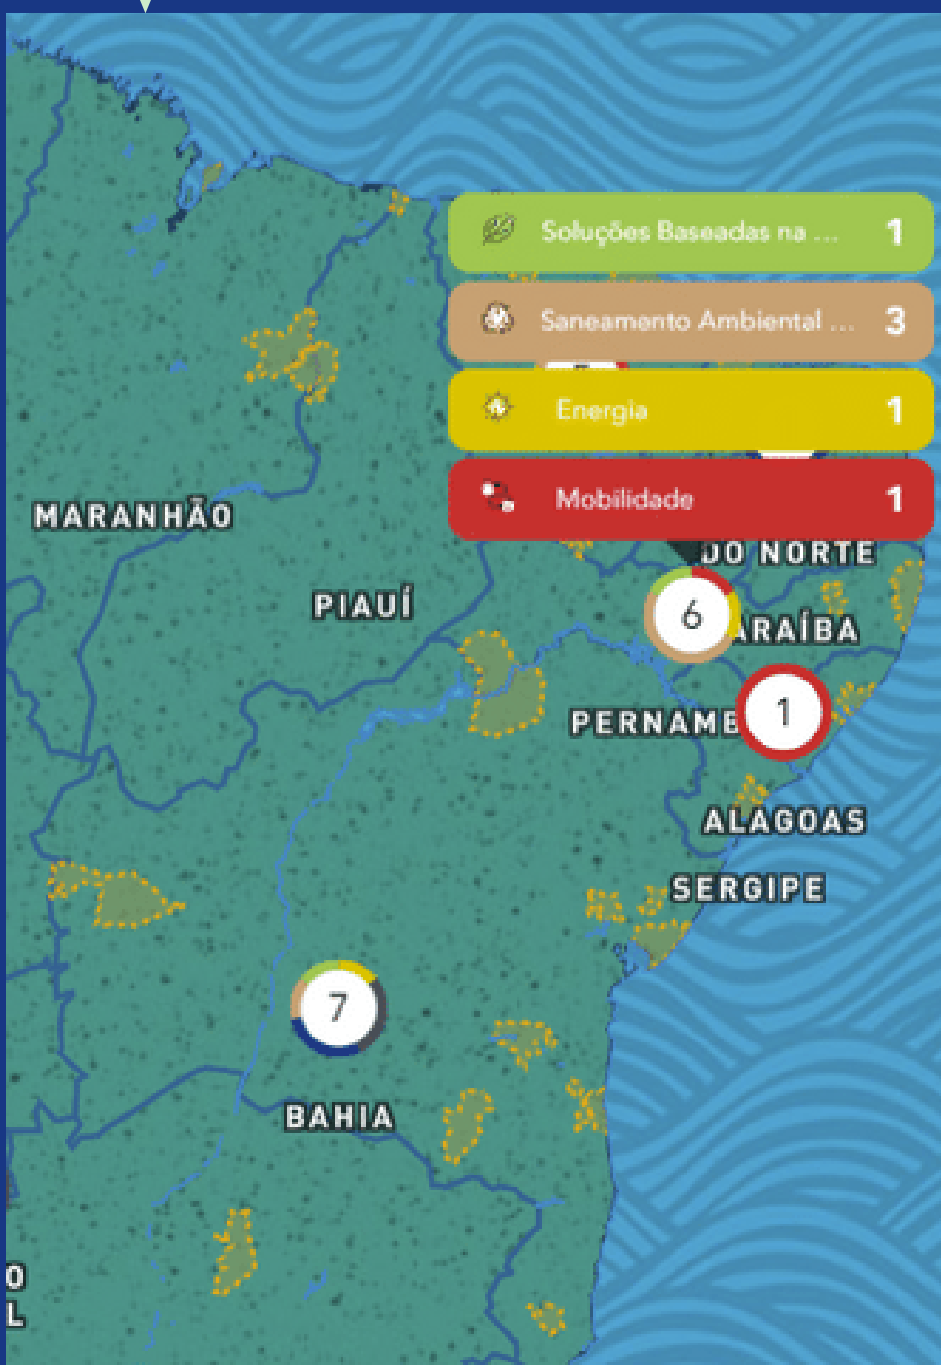 Soluções Baseadas na ... 1
Saneamento Ambiental ... 3
Energia 1
Mobilidade 1
MARANHÃO
DO NORTE
PIAUÍ
6
ARAÍBA
PERNAMB
1
ALAGOAS
SERGIPE
7
BAHIA
O
L